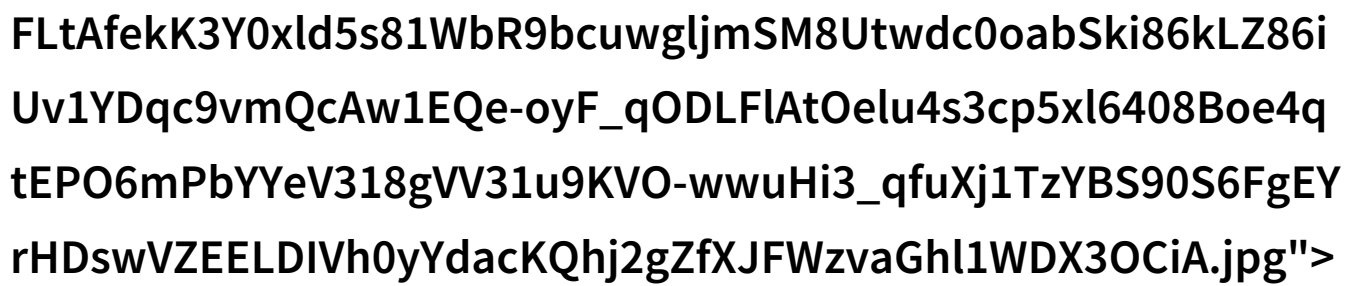 FLtAfekK3Y0xld5s81WbR9bcuwgljmSM8Utwdc0oabSki86kLZ86i
Uv1YDqc9vmQcAw1EQe-oyF_qODLFlAtOelu4s3cp5xl6408Boe4q
tEPO6mPbYYeV318gVV31u9KVO-wwuHi3_qfuXj1TzYBS90S6FgEY
rHDswVZEELDIVh0yYdacKQhj2gZfXJFWzvaGhl1WDX3OCiA.jpg">